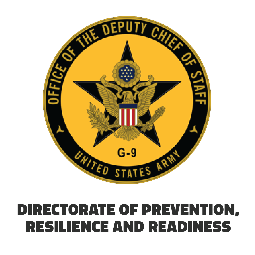 OFFICE OF THE DEPUTY CHIEF OF STAFF
G-9
UNITED STATES ARMY
DIRECTORATE OF PREVENTION,
RESILIENCE AND READINESS